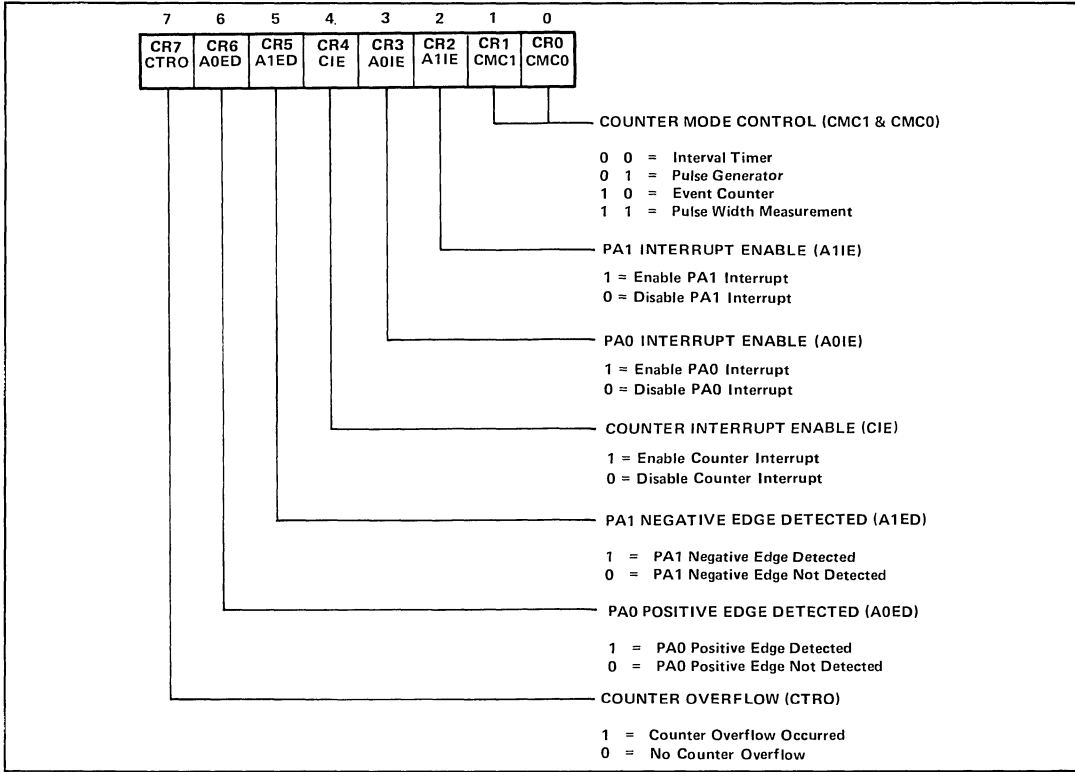 7 6 5 4. 3 2 1 0
CR7 CR6 CR5 CR4 CR3 CR2 CR1 CR0
CTRO A0ED A1ED CIE A0IE A1IE CMC1 CMC0
COUNTER MODE CONTROL (CMC1 & CMC0)
0 0 = Interval Timer
0 1 = Pulse Generator
1 0 = Event Counter
1 1 = Pulse Width Measurement
PA1 INTERRUPT ENABLE (A1IE)
1 = Enable PA1 Interrupt
0 = Disable PA1 Interrupt
PA0 INTERRUPT ENABLE (A0IE)
1 = Enable PA0 Interrupt
0 = Disable PA0 Interrupt
COUNTER INTERRUPT ENABLE (CIE)
1 = Enable Counter Interrupt
0 = Disable Counter Interrupt
PA1 NEGATIVE EDGE DETECTED (A1ED)
1 = PA1 Negative Edge Detected
0 = PA1 Negative Edge Not Detected
PA0 POSITIVE EDGE DETECTED (A0ED)
1 = PA0 Positive Edge Detected
0 = PA0 Positive Edge Not Detected
COUNTER OVERFLOW (CTRO)
1 = Counter Overflow Occurred
0 = No Counter Overflow